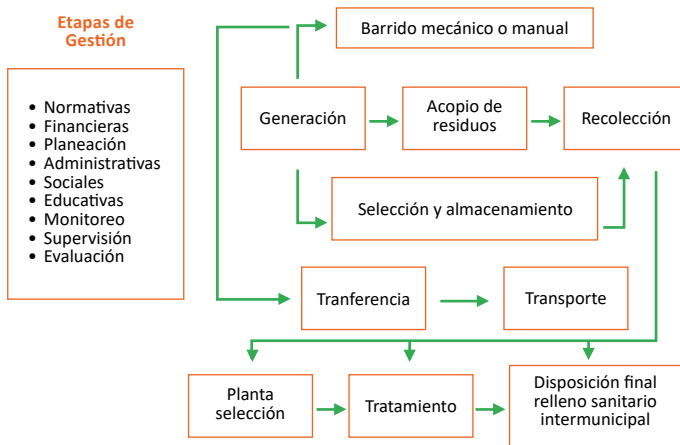 Etapas de
Gestión
• Normativas
• Financieras
• Planeación
• Administrativas
• Sociales
• Educativas
• Monitoreo
• Supervisión
• Evaluación
Barrido mecánico o manual
Generación
Acopio de
residuos
Recolección
Selección y almacenamiento
Tranferencia
Transporte
Planta
selección
Tratamiento
Disposición final
relleno sanitario
intermunicipal